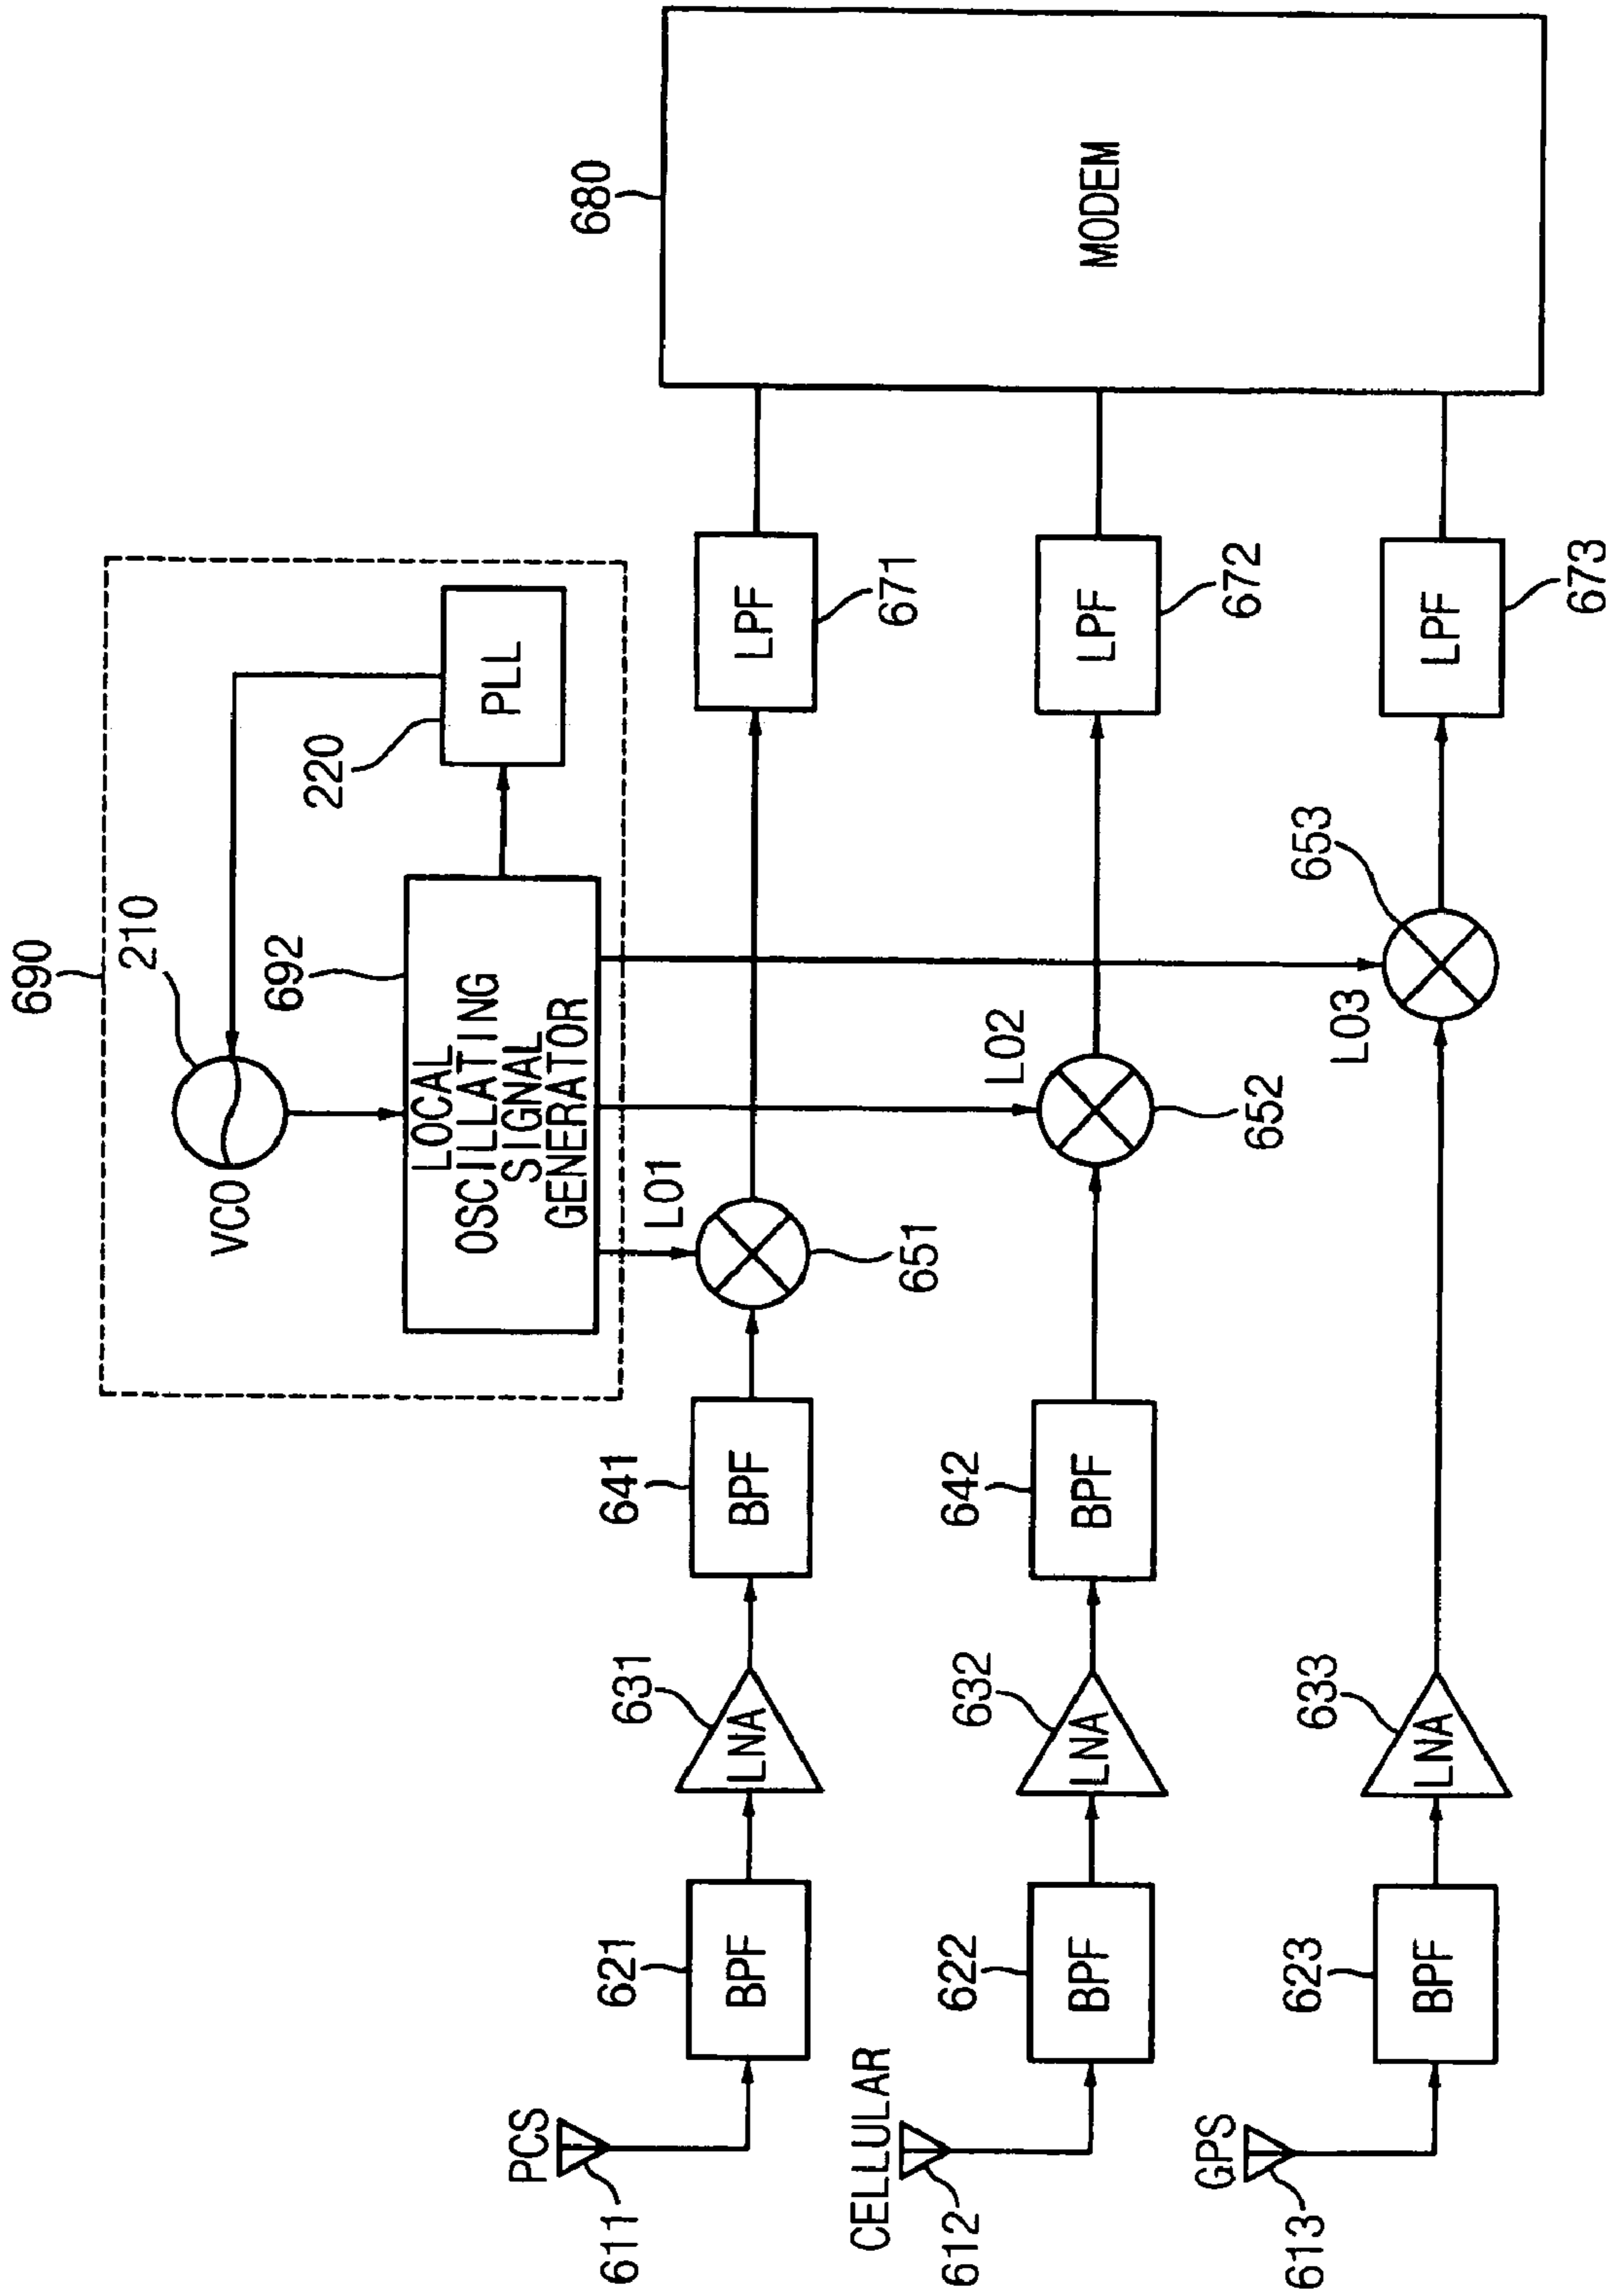 690
210
VCO
692
LOCAL
OSCILLATING
SIGNAL
GENERATOR
220
PLL
680
MODEM
PCS
611
621
BPF
631
LNA
641
BPF
LO1
651
LPF
671
CELLULAR
612
622
BPF
632
LNA
642
BPF
LO2
652
LPF
672
GPS
613
623
BPF
633
LNA
LO3
653
LPF
673